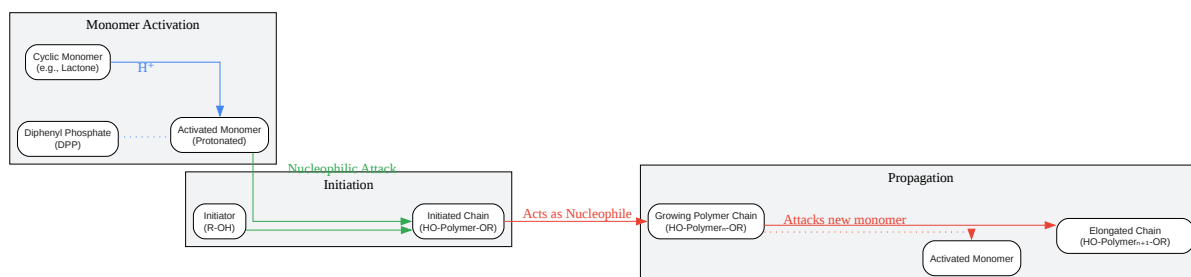 Monomer Activation
Cyclic Monomer
(e.g., Lactone)
H⁺
Diphenyl Phosphate
(DPP)
Activated Monomer
(Protonated)
Nucleophilic Attack
Initiation
Initiator
(R-OH)
Initiated Chain
(HO-Polymer-OR)
Acts as Nucleophile
Propagation
Growing Polymer Chain
(HO-Polymerₙ-OR)
Attacks new monomer
Activated Monomer
Elongated Chain
(HO-Polymerₙ₊₁-OR)